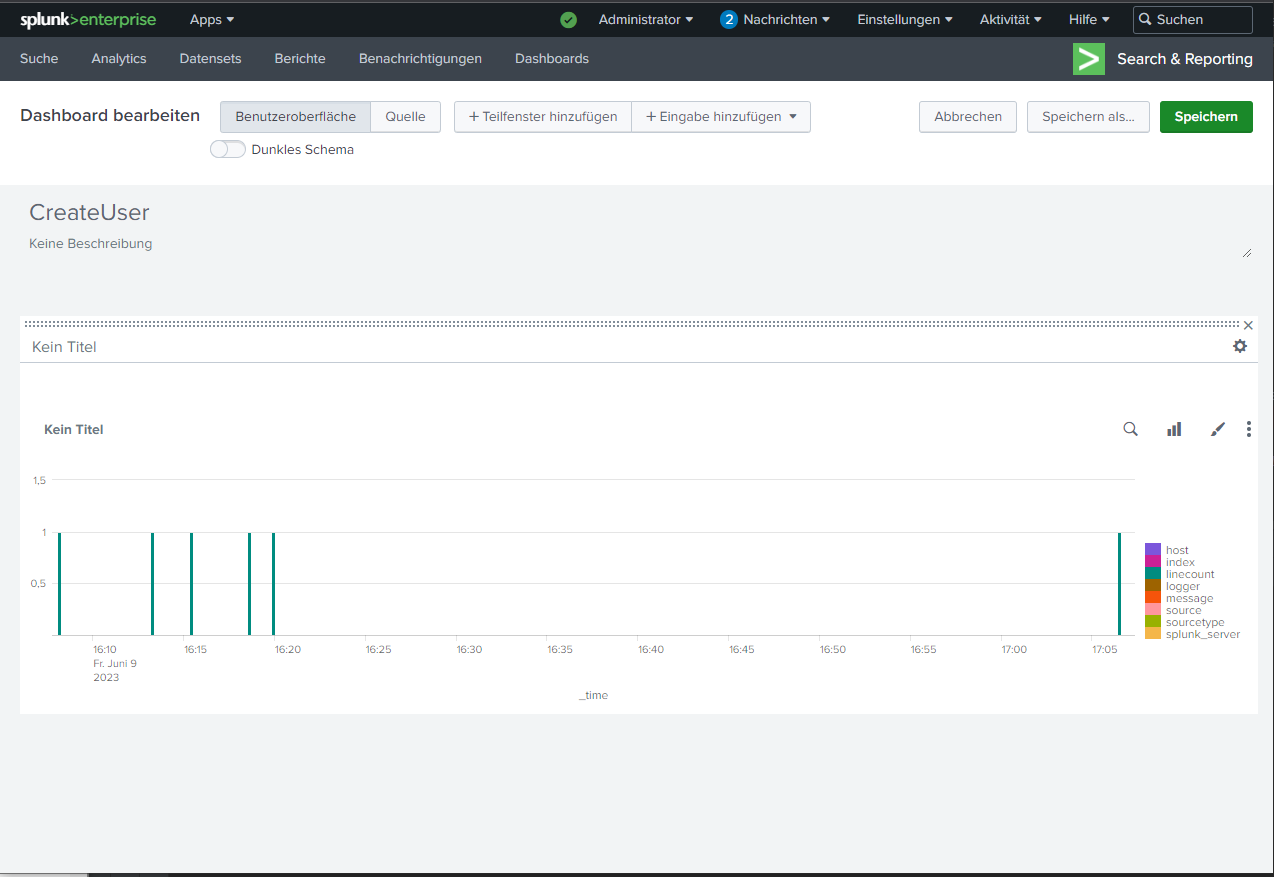 splunk>enterprise Apps Administrator 2 Nachrichten Einstellungen Aktivität Hilfe Suchen
Suche Analytics Datensets Berichte Benachrichtigungen Dashboards Search & Reporting
Dashboard bearbeiten Benutzeroberfläche Quelle + Teilfenster hinzufügen + Eingabe hinzufügen Abbrechen Speichern als... Speichern
Dunkles Schema
CreateUser
Keine Beschreibung
Kein Titel
Kein Titel
1,5
1
0,5
host
index
linecount
logger
message
source
sourcetype
splunk_server
16:10 16:15 16:20 16:25 16:30 16:35 16:40 16:45 16:50 16:55 17:00 17:05
Fr. Juni 9
2023
_time